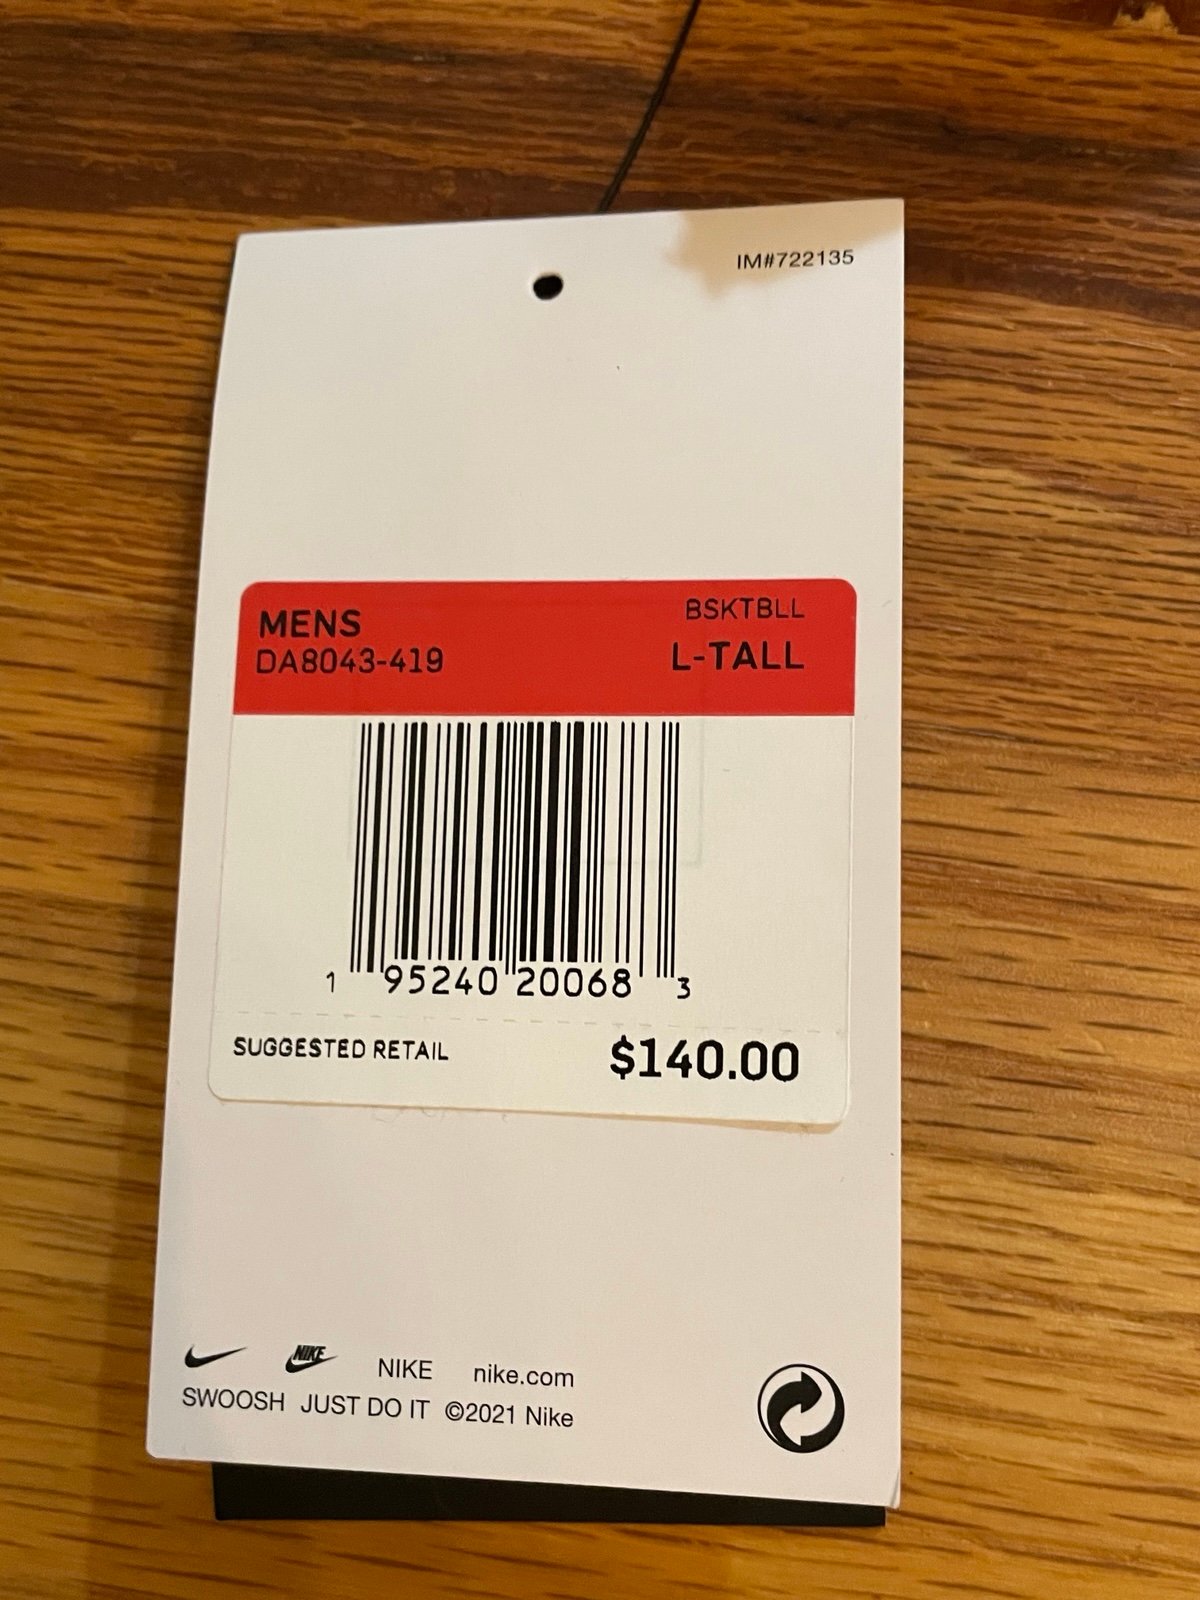 IM#722135
MENS
BSKTBLL
DA8043-419
L-TALL
1 95240 20068 3
SUGGESTED RETAIL $140.00
NIKE NIKE nike.com
SWOOSH JUST DO IT ©2021 Nike